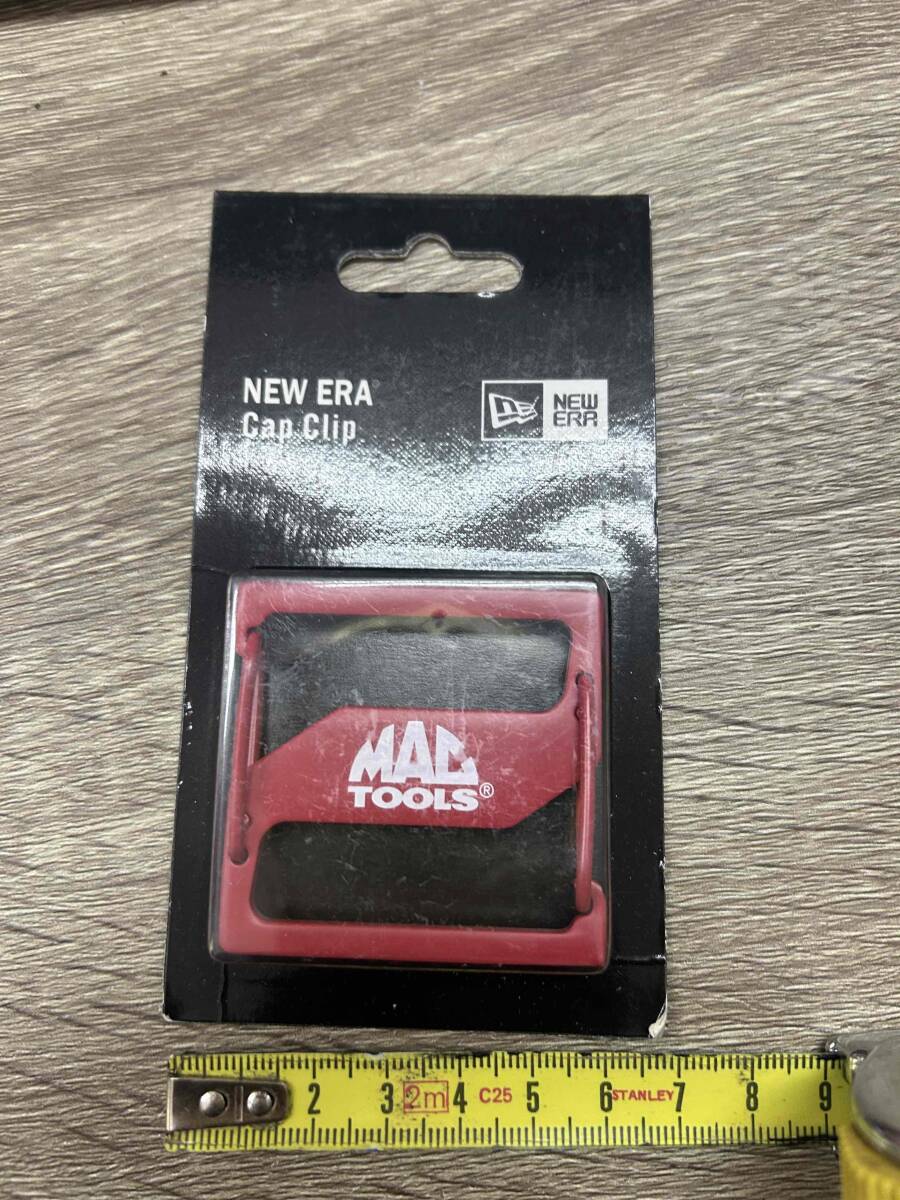 NEW ERA
Cap Clip
NEW
ERA
MAC
TOOLS®
2 3 2m 4 C25 5 6 STANLEY 7 8 9